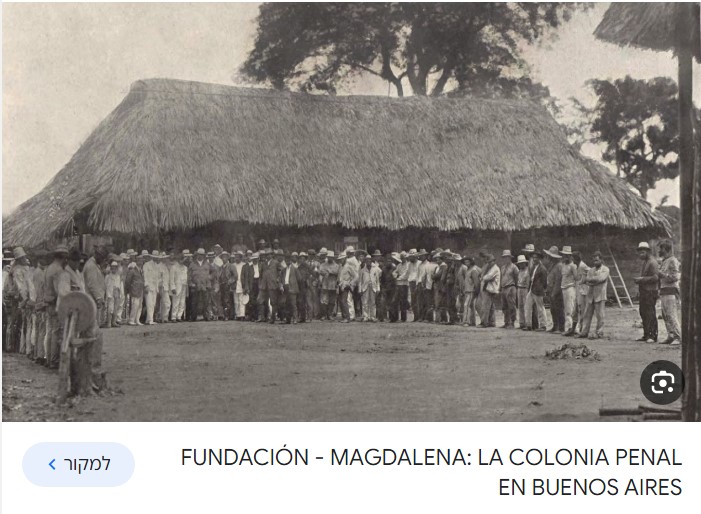 FUNDACIÓN - MAGDALENA: LA COLONIA PENAL
EN BUENOS AIRES
למקור